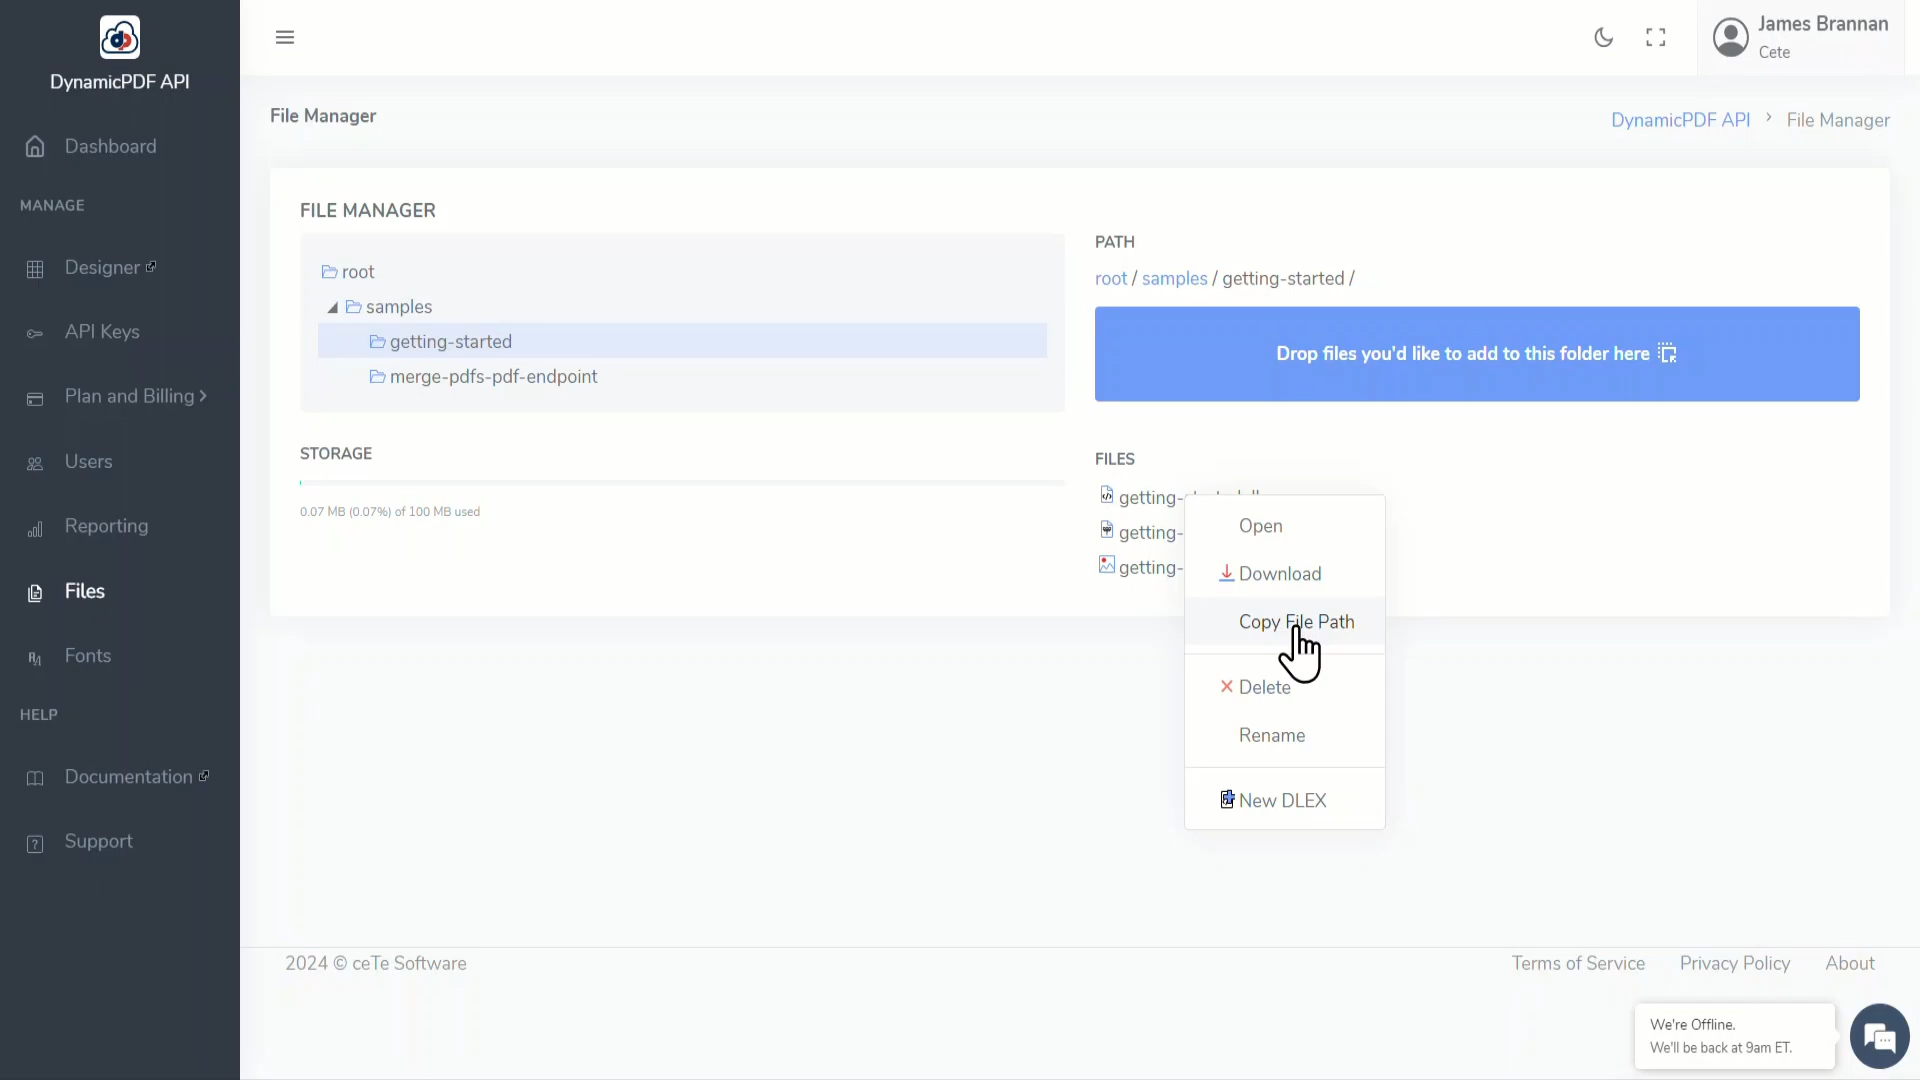 DynamicPDF API
Dashboard
MANAGE
Designer
API Keys
Plan and Billing
Users
Reporting
Files
Fonts
HELP
Documentation
Support
James Brannan
Cete
File Manager
DynamicPDF API > File Manager
FILE MANAGER
root
samples
getting-started
merge-pdfs-pdf-endpoint
STORAGE
0.07 MB (0.07%) of 100 MB used
PATH
root / samples / getting-started /
Drop files you'd like to add to this folder here
FILES
getting-
getting-
getting-
Open
Download
Copy File Path
Delete
Rename
New DLEX
2024 © ceTe Software
Terms of Service
Privacy Policy
About
We're Offline.
We'll be back at 9am ET.